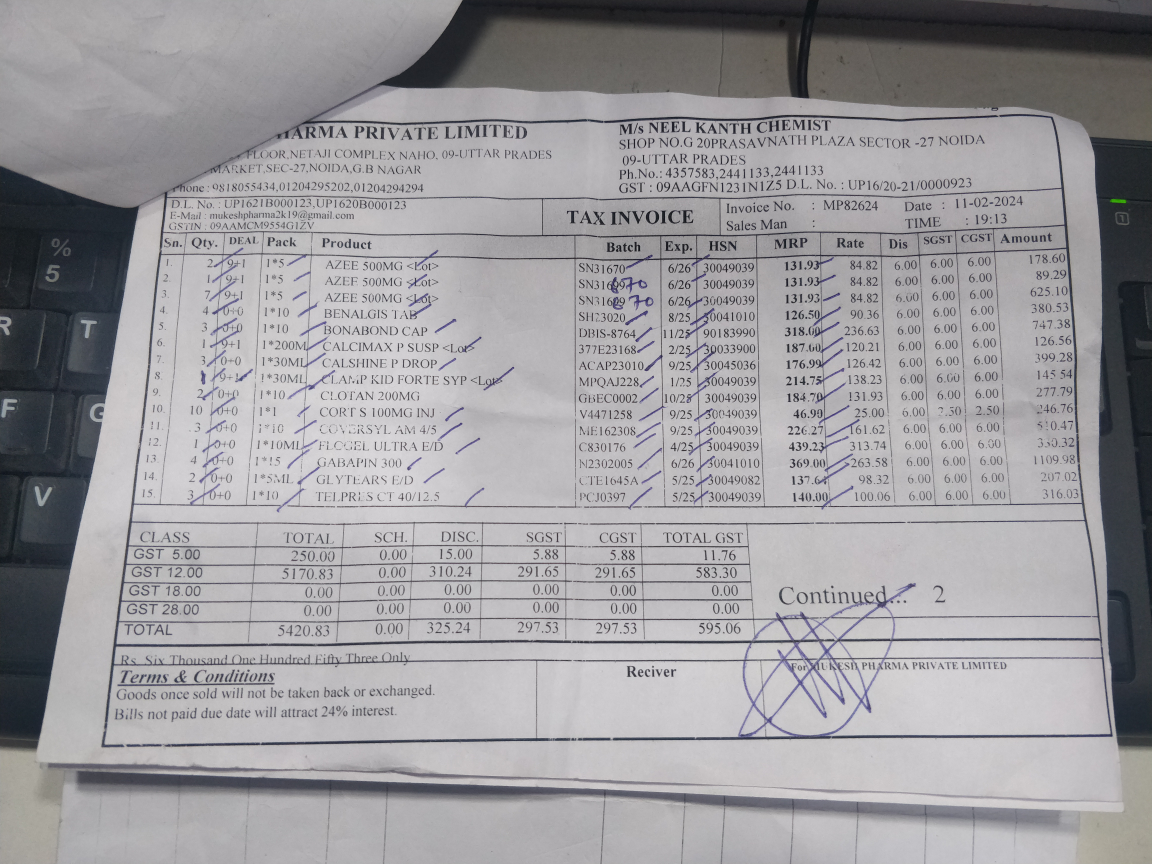 HARMA PRIVATE LIMITED
FLOOR,NETAJI COMPLEX NAHO, 09-UTTAR PRADES
MARKET,SEC-27,NOIDA,G.B NAGAR
Phone : 9818055434,01204295202,01204294294
D.L. No. : UP1621B000123,UP1620B000123
E-Mail : mukeshpharma2k19@gmail.com
GSTIN : 09AAMCM9554G1ZV
M/s NEEL KANTH CHEMIST
SHOP NO.G 20PRASAVNATH PLAZA SECTOR -27 NOIDA
09-UTTAR PRADES
Ph.No.: 4357583,2441133,2441133
GST : 09AAGFN1231N1Z5 D.L. No. : UP16/20-21/0000923
TAX INVOICE
Invoice No. : MP82624 Date : 11-02-2024
Sales Man : TIME : 19:13
Sn. Qty. DEAL Pack Product Batch Exp. HSN MRP Rate Dis SGST CGST Amount
1. 2 9+1 1*5 AZEE 500MG <Lot> SN31670 6/26 30049039 131.93 84.82 6.00 6.00 6.00 178.60
2. 1 9+1 1*5 AZEE 500MG <Lot> 670 6/26 30049039 131.93 84.82 6.00 6.00 6.00 89.29
3. 7 9+1 1*5 AZEE 500MG <Lot> SN31609 670 6/26 30049039 131.93 84.82 6.00 6.00 6.00 625.10
4. 4 0+0 1*10 BENALGIS TAB SH23020 8/25 30041010 126.50 90.36 6.00 6.00 6.00 380.53
5. 3 0+0 1*10 BONABOND CAP DBIS-8764 11/25 90183990 318.00 236.63 6.00 6.00 6.00 747.38
6. 1 9+1 1*200M CALCIMAX P SUSP <Lot> 377E23168 2/25 30033900 187.60 120.21 6.00 6.00 6.00 126.56
7. 3 0+0 1*30ML CALSHINE P DROP ACAP23010 9/25 30045036 176.99 126.42 6.00 6.00 6.00 399.28
8. 1 9+1 1*30ML CLAMP KID FORTE SYP <Lot> MPQAJ228 1/25 30049039 214.75 138.23 6.00 6.00 6.00 145.54
9. 2 0+0 1*10 CLOTAN 200MG GBEC0002 10/28 30049039 184.70 131.93 6.00 6.00 6.00 277.79
10. 10 0+0 1*1 CORT S 100MG INJ V4471258 9/25 30049039 46.90 25.00 6.00 2.50 2.50 246.76
11. 3 0+0 1*10 COVERSYL AM 4/5 ME162308 9/25 30049039 226.27 161.62 6.00 6.00 6.00 510.47
12. 1 0+0 1*10ML FLOGEL ULTRA E/D C830176 4/25 30049039 439.23 313.74 6.00 6.00 6.00 330.32
13. 4 0+0 1*15 GABAPIN 300 N2302005 6/26 30041010 369.00 263.58 6.00 6.00 6.00 1109.98
14. 2 0+0 1*5ML GLYTEARS E/D CTE1645A 5/25 30049082 137.64 98.32 6.00 6.00 6.00 207.02
15. 3 0+0 1*10 TELPRES CT 40/12.5 PCJ0397 5/25 30049039 140.00 100.06 6.00 6.00 6.00 316.03
CLASS TOTAL SCH. DISC. SGST CGST TOTAL GST
GST 5.00 250.00 0.00 15.00 5.88 5.88 11.76
GST 12.00 5170.83 0.00 310.24 291.65 291.65 583.30
GST 18.00 0.00 0.00 0.00 0.00 0.00 0.00
GST 28.00 0.00 0.00 0.00 0.00 0.00 0.00
TOTAL 5420.83 0.00 325.24 297.53 297.53 595.06
Continued... 2
Rs. Six Thousand One Hundred Fifty Three Only
Terms & Conditions
Goods once sold will not be taken back or exchanged.
Bills not paid due date will attract 24% interest.
Reciver
For MUKESH PHARMA PRIVATE LIMITED
%
5
R
T
F
G
V